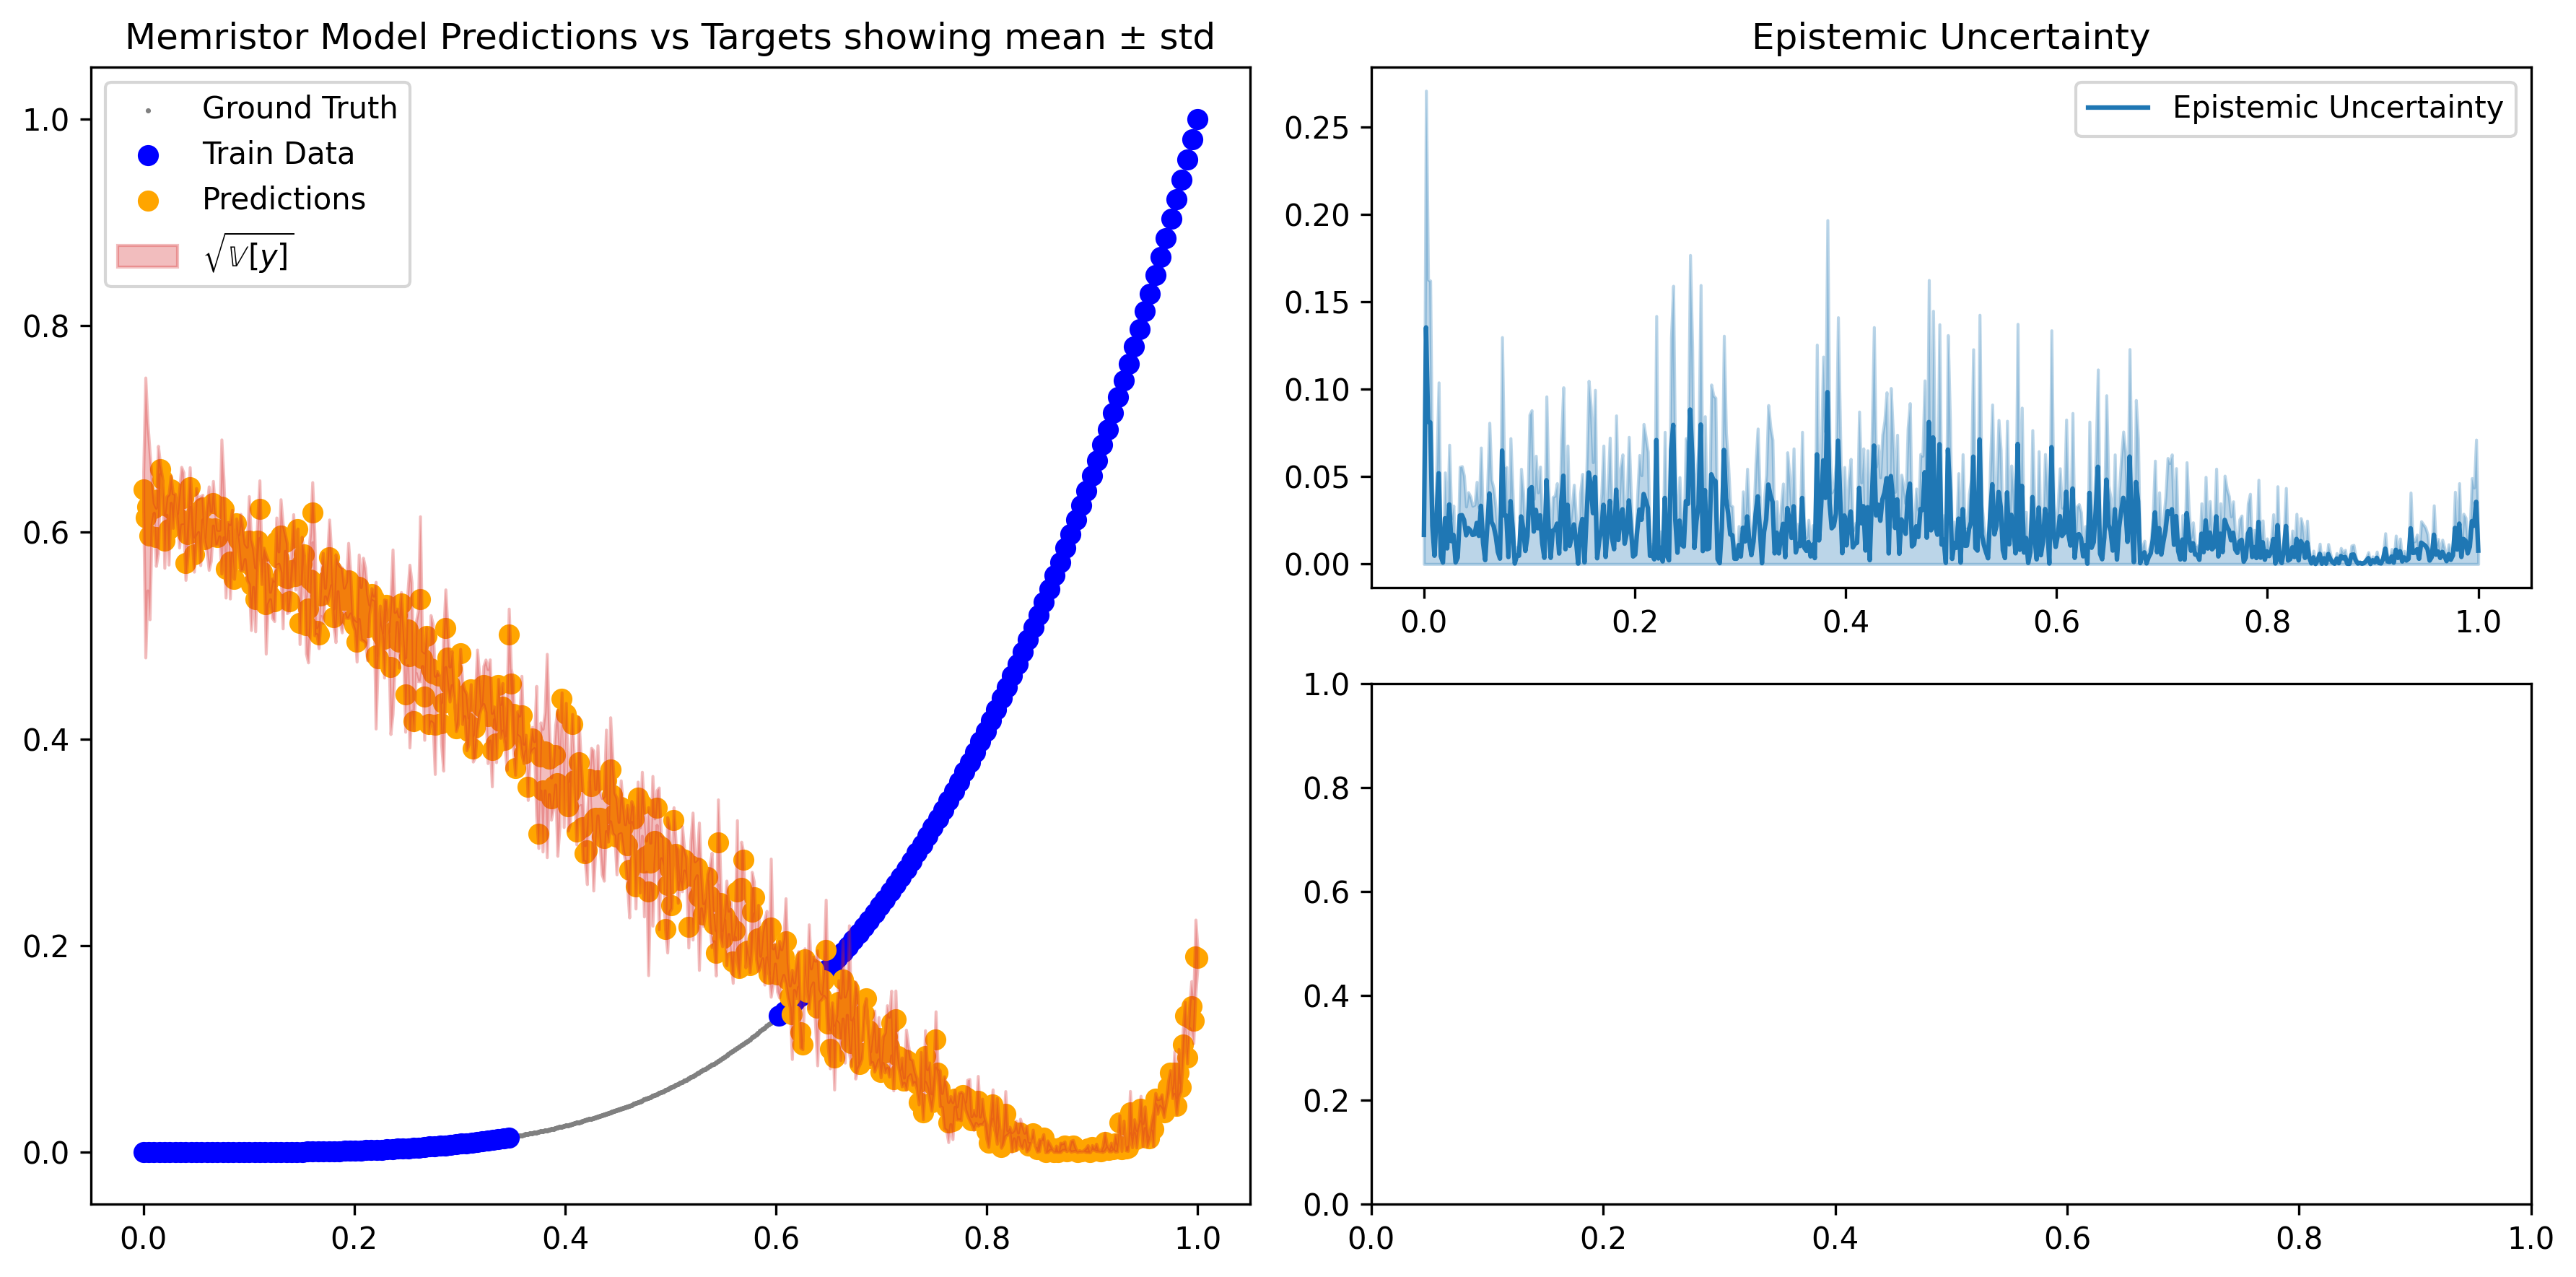 Memristor Model Predictions vs Targets showing mean ± std
Ground Truth
Train Data
Predictions
√𝕍[y]
1.0
0.8
0.6
0.4
0.2
0.0
0.0 0.2 0.4 0.6 0.8 1.0
Epistemic Uncertainty
Epistemic Uncertainty
0.25
0.20
0.15
0.10
0.05
0.00
0.0 0.2 0.4 0.6 0.8 1.0
1.0
0.8
0.6
0.4
0.2
0.0
0.0 0.2 0.4 0.6 0.8 1.0